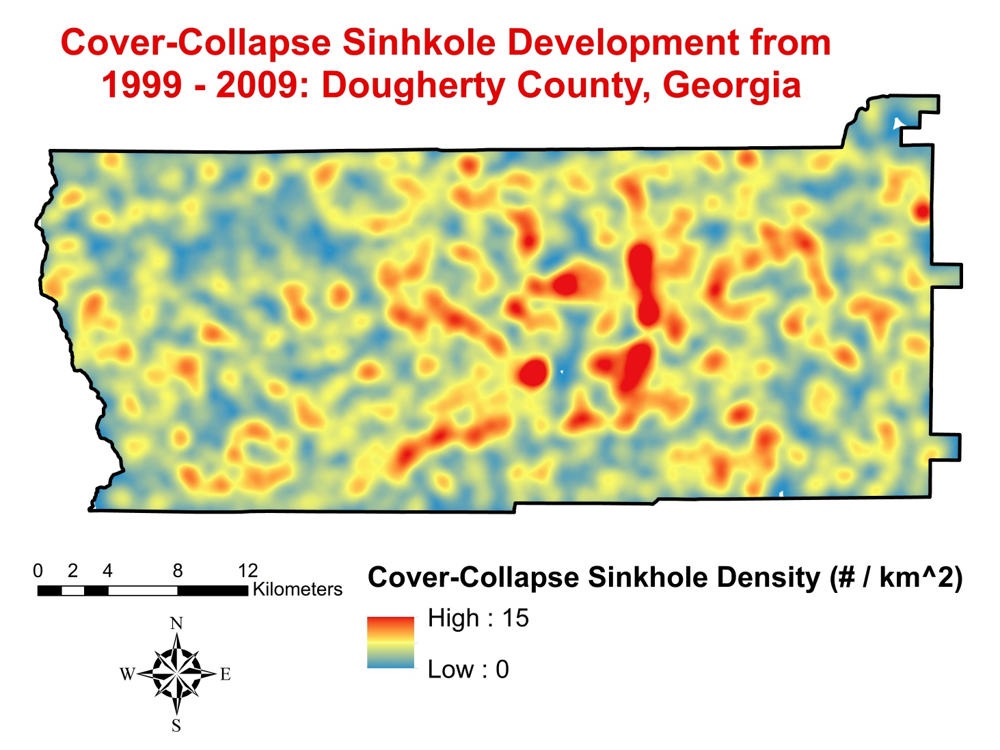 Cover-Collapse Sinhkole Development from
1999 - 2009: Dougherty County, Georgia
0 2 4 8 12
Kilometers
N
W E
S
Cover-Collapse Sinkhole Density (# / km^2)
High : 15
Low : 0